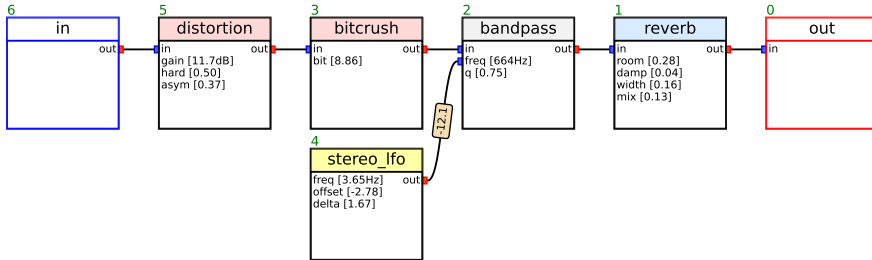 6
in
out
5
distortion
in
out
gain [11.7dB]
hard [0.50]
asym [0.37]
3
bitcrush
in
out
bit [8.86]
2
bandpass
in
out
freq [664Hz]
q [0.75]
1
reverb
in
out
room [0.28]
damp [0.04]
width [0.16]
mix [0.13]
0
out
in
-12.1
4
stereo_lfo
freq [3.65Hz]
out
offset [-2.78]
delta [1.67]